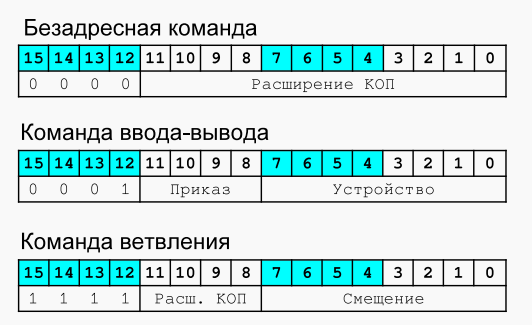 Безадресная команда
15 14 13 12 11 10 9 8 7 6 5 4 3 2 1 0
0 0 0 0 Расширение КОП
Команда ввода-вывода
15 14 13 12 11 10 9 8 7 6 5 4 3 2 1 0
0 0 0 1 Приказ Устройство
Команда ветвления
15 14 13 12 11 10 9 8 7 6 5 4 3 2 1 0
1 1 1 1 Расш. КОП Смещение